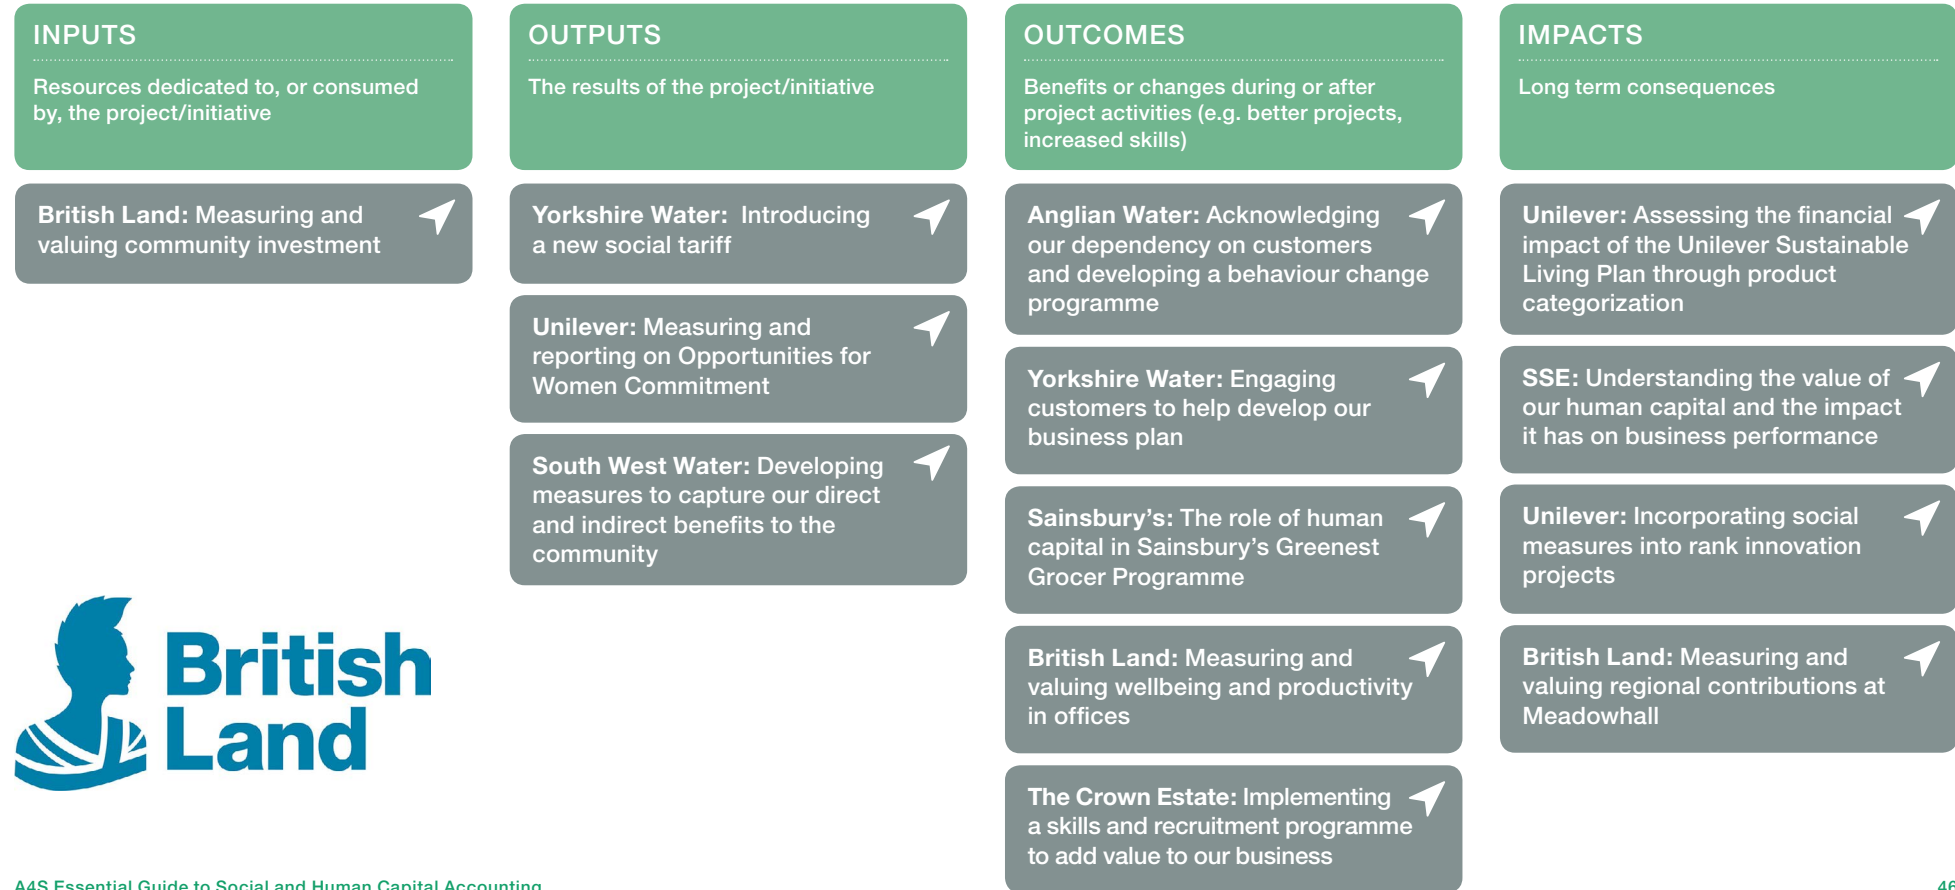 INPUTS
Resources dedicated to, or consumed
by, the project/initiative
British Land: Measuring and
valuing community investment
OUTPUTS
The results of the project/initiative
Yorkshire Water: Introducing
a new social tariff
Unilever: Measuring and
reporting on Opportunities for
Women Commitment
South West Water: Developing
measures to capture our direct
and indirect benefits to the
community
OUTCOMES
Benefits or changes during or after
project activities (e.g. better projects,
increased skills)
Anglian Water: Acknowledging
our dependency on customers
and developing a behaviour change
programme
Yorkshire Water: Engaging
customers to help develop our
business plan
Sainsbury's: The role of human
capital in Sainsbury's Greenest
Grocer Programme
British Land: Measuring and
valuing wellbeing and productivity
in offices
The Crown Estate: Implementing
a skills and recruitment programme
to add value to our business
IMPACTS
Long term consequences
Unilever: Assessing the financial
impact of the Unilever Sustainable
Living Plan through product
categorization
SSE: Understanding the value of
our human capital and the impact
it has on business performance
Unilever: Incorporating social
measures into rank innovation
projects
British Land: Measuring and
valuing regional contributions at
Meadowhall
British
Land
A4S Essential Guide to Social and Human Capital Accounting
46